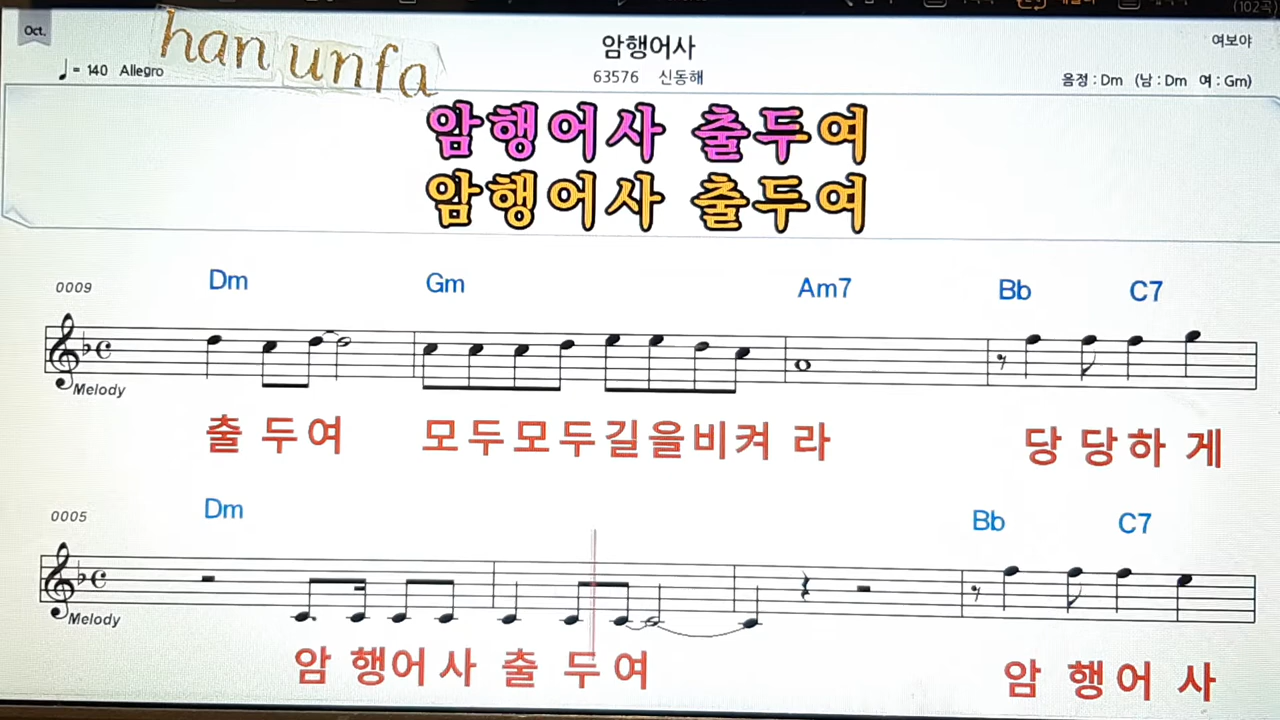 (102곡)
Oct.
han unfa
암행어사
여보야
♩= 140 Allegro
63576 신동해
음정 : Dm (남 : Dm 여 : Gm)
암행어사 출두여
암행어사 출두여
0009
Dm Gm Am7 Bb C7
Melody
출 두 여 모 두 모 두 길 을 비 켜 라 당 당 하 게
0005
Dm Bb C7
Melody
암 행 어 사 출 두 여 암 행 어 사